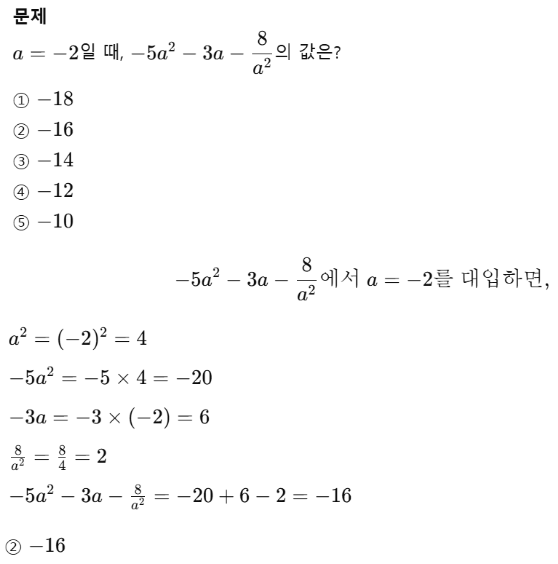 문제
a = −2일 때, −5a² − 3a − 8/a²의 값은?
① −18
② −16
③ −14
④ −12
⑤ −10
−5a² − 3a − 8/a²에서 a = −2를 대입하면,
a² = (−2)² = 4
−5a² = −5 × 4 = −20
−3a = −3 × (−2) = 6
8/a² = 8/4 = 2
−5a² − 3a − 8/a² = −20 + 6 − 2 = −16
② −16